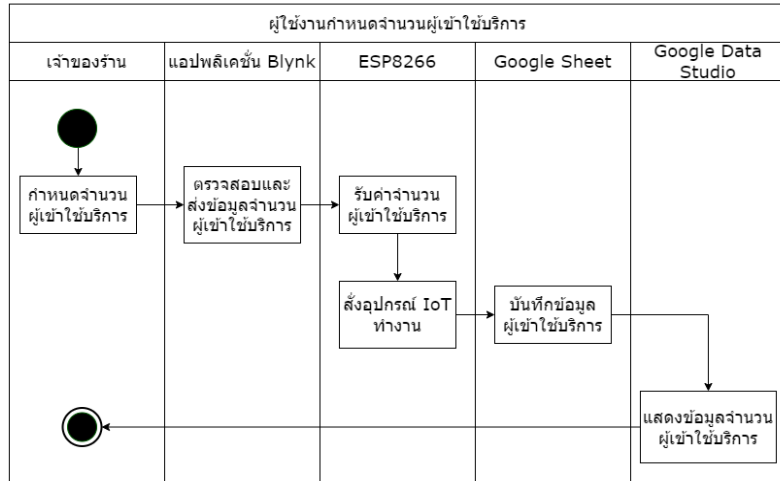 ผู้ใช้งานกำหนดจำนวนผู้เข้าใช้บริการ
เจ้าของร้าน
แอปพลิเคชั่น Blynk
ESP8266
Google Sheet
Google Data
Studio
กำหนดจำนวน
ผู้เข้าใช้บริการ
ตรวจสอบและ
ส่งข้อมูลจำนวน
ผู้เข้าใช้บริการ
รับค่าจำนวน
ผู้เข้าใช้บริการ
สั่งอุปกรณ์ IoT
ทำงาน
บันทึกข้อมูล
ผู้เข้าใช้บริการ
แสดงข้อมูลจำนวน
ผู้เข้าใช้บริการ